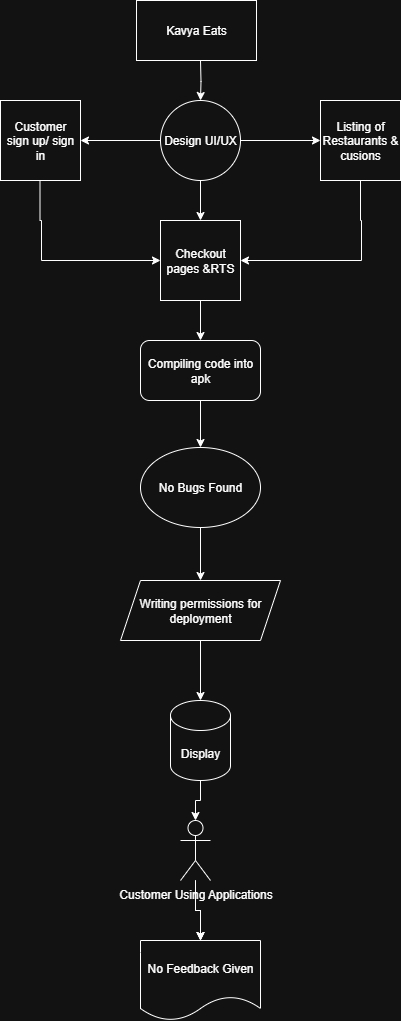 Kavya Eats
Customer
sign up/ sign
in
Design UI/UX
Listing of
Restaurants &
cusions
Checkout
pages &RTS
Compiling code into
apk
No Bugs Found
Writing permissions for
deployment
Display
Customer Using Applications
No Feedback Given